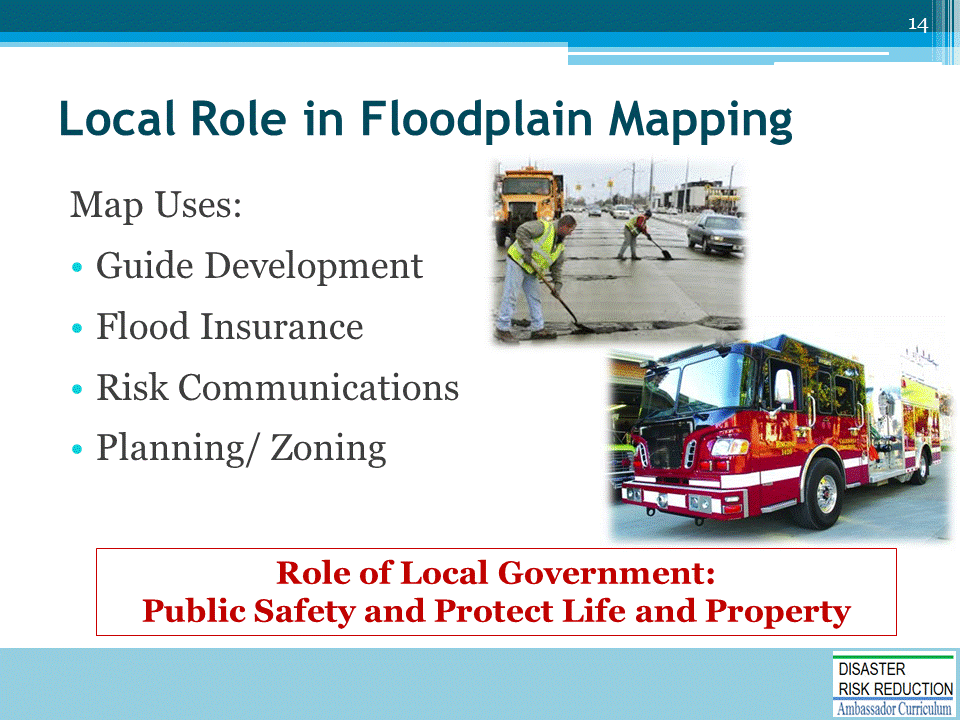 14
Local Role in Floodplain Mapping
Map Uses:
• Guide Development
• Flood Insurance
• Risk Communications
• Planning/ Zoning
Role of Local Government:
Public Safety and Protect Life and Property
DISASTER
RISK REDUCTION
Ambassador Curriculum